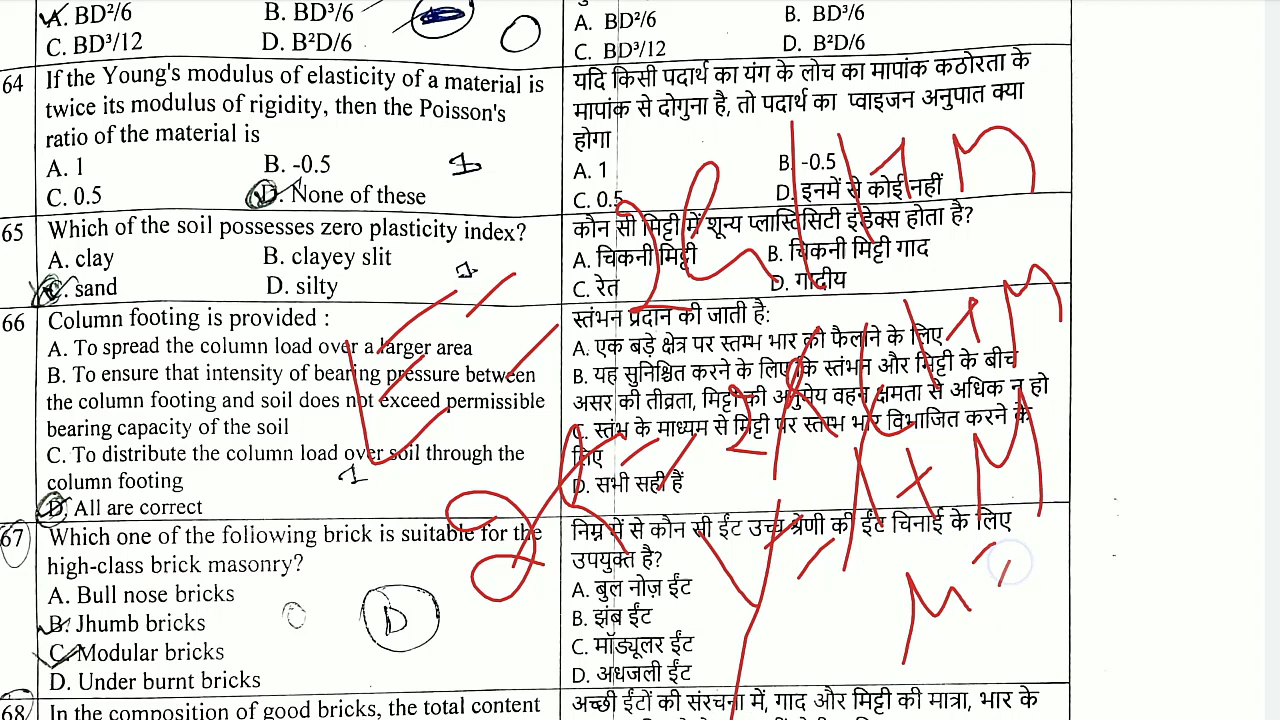 A. BD²/6 B. BD³/6
C. BD³/12 D. B²D/6
A. BD²/6 B. BD³/6
C. BD³/12 D. B²D/6
64 If the Young's modulus of elasticity of a material is
twice its modulus of rigidity, then the Poisson's
ratio of the material is
A. 1 B. -0.5
C. 0.5 D. None of these
1
यदि किसी पदार्थ का यंग के लोच का मापांक कठोरता के
मापांक से दोगुना है, तो पदार्थ का प्वाइजन अनुपात क्या
होगा
A. 1 B. -0.5
C. 0.5 D. इनमें से कोई नहीं
65 Which of the soil possesses zero plasticity index?
A. clay B. clayey slit
C. sand D. silty
1
कौन सी मिट्टी में शून्य प्लास्टिसिटी इंडेक्स होता है?
A. चिकनी मिट्टी B. चिकनी मिट्टी गाद
C. रेत D. गादीय
66 Column footing is provided :
A. To spread the column load over a larger area
B. To ensure that intensity of bearing pressure between
the column footing and soil does not exceed permissible
bearing capacity of the soil
C. To distribute the column load over soil through the
column footing
D. All are correct
1
स्तंभन प्रदान की जाती है:
A. एक बड़े क्षेत्र पर स्तम्भ भार को फैलाने के लिए
B. यह सुनिश्चित करने के लिए कि स्तंभन और मिट्टी के बीच
असर की तीव्रता, मिट्टी की अनुमेय वहन क्षमता से अधिक न हो
C. स्तंभ के माध्यम से मिट्टी पर स्तम्भ भार विभाजित करने के
लिए
D. सभी सही हैं
67 Which one of the following brick is suitable for the
high-class brick masonry?
A. Bull nose bricks
B. Jhumb bricks
C. Modular bricks
D. Under burnt bricks
D
निम्न में से कौन सी ईंट उच्च श्रेणी की ईंट चिनाई के लिए
उपयुक्त है?
A. बुल नोज़ ईंट
B. झंब ईंट
C. मॉड्यूलर ईंट
D. अधजली ईंट
68 In the composition of good bricks, the total content
अच्छी ईंटों की संरचना में, गाद और मिट्टी की मात्रा, भार के